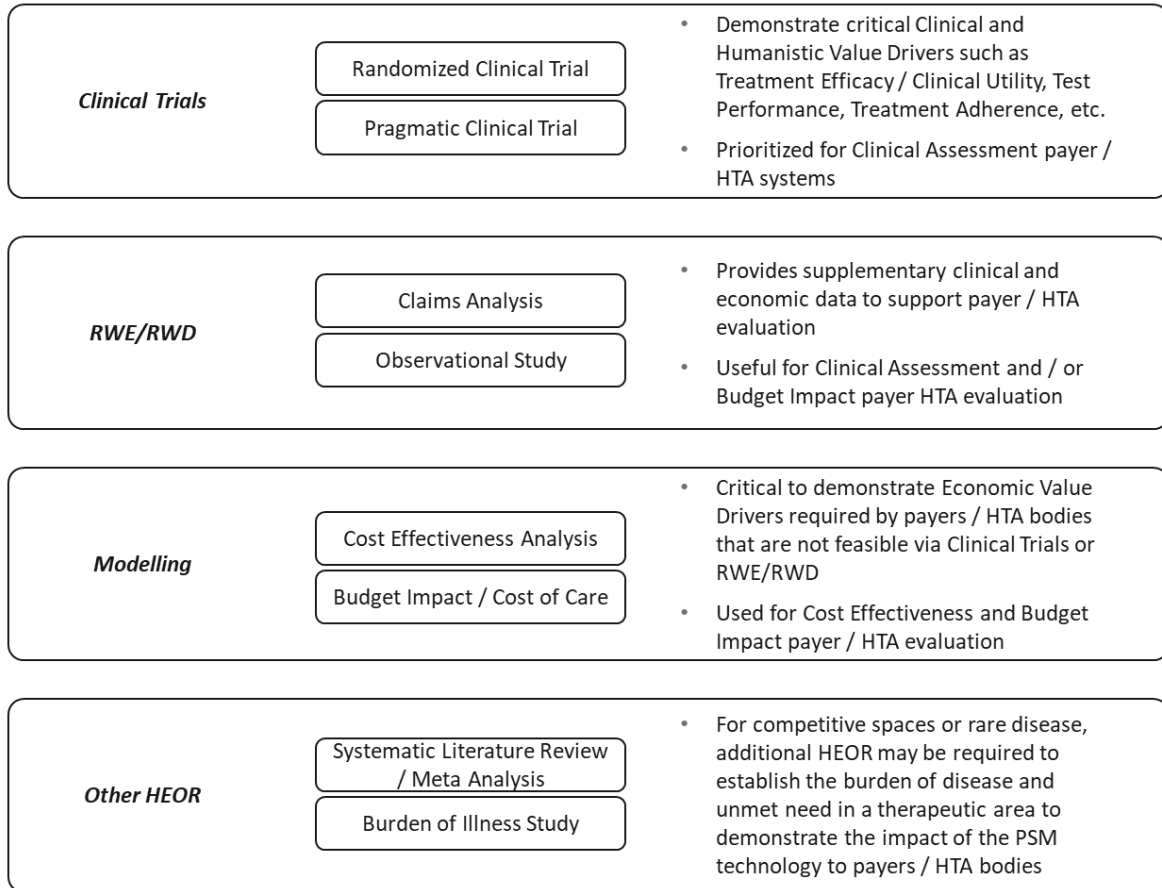 Clinical Trials
Randomized Clinical Trial
Pragmatic Clinical Trial
• Demonstrate critical Clinical and
Humanistic Value Drivers such as
Treatment Efficacy / Clinical Utility, Test
Performance, Treatment Adherence, etc.
• Prioritized for Clinical Assessment payer /
HTA systems
RWE/RWD
Claims Analysis
Observational Study
• Provides supplementary clinical and
economic data to support payer / HTA
evaluation
• Useful for Clinical Assessment and / or
Budget Impact payer HTA evaluation
Modelling
Cost Effectiveness Analysis
Budget Impact / Cost of Care
• Critical to demonstrate Economic Value
Drivers required by payers / HTA bodies
that are not feasible via Clinical Trials or
RWE/RWD
• Used for Cost Effectiveness and Budget
Impact payer / HTA evaluation
Other HEOR
Systematic Literature Review
/ Meta Analysis
Burden of Illness Study
• For competitive spaces or rare disease,
additional HEOR may be required to
establish the burden of disease and
unmet need in a therapeutic area to
demonstrate the impact of the PSM
technology to payers / HTA bodies